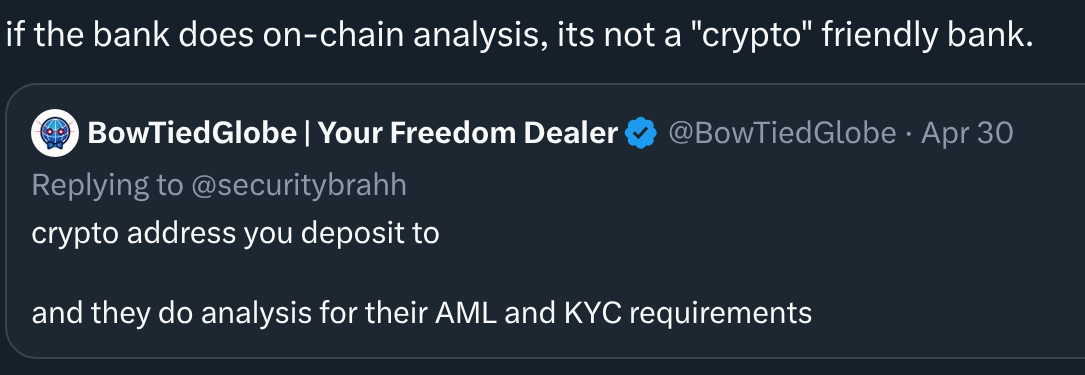 if the bank does on-chain analysis, its not a "crypto" friendly bank.
BowTiedGlobe | Your Freedom Dealer @BowTiedGlobe · Apr 30
Replying to @securitybrahh
crypto address you deposit to
and they do analysis for their AML and KYC requirements